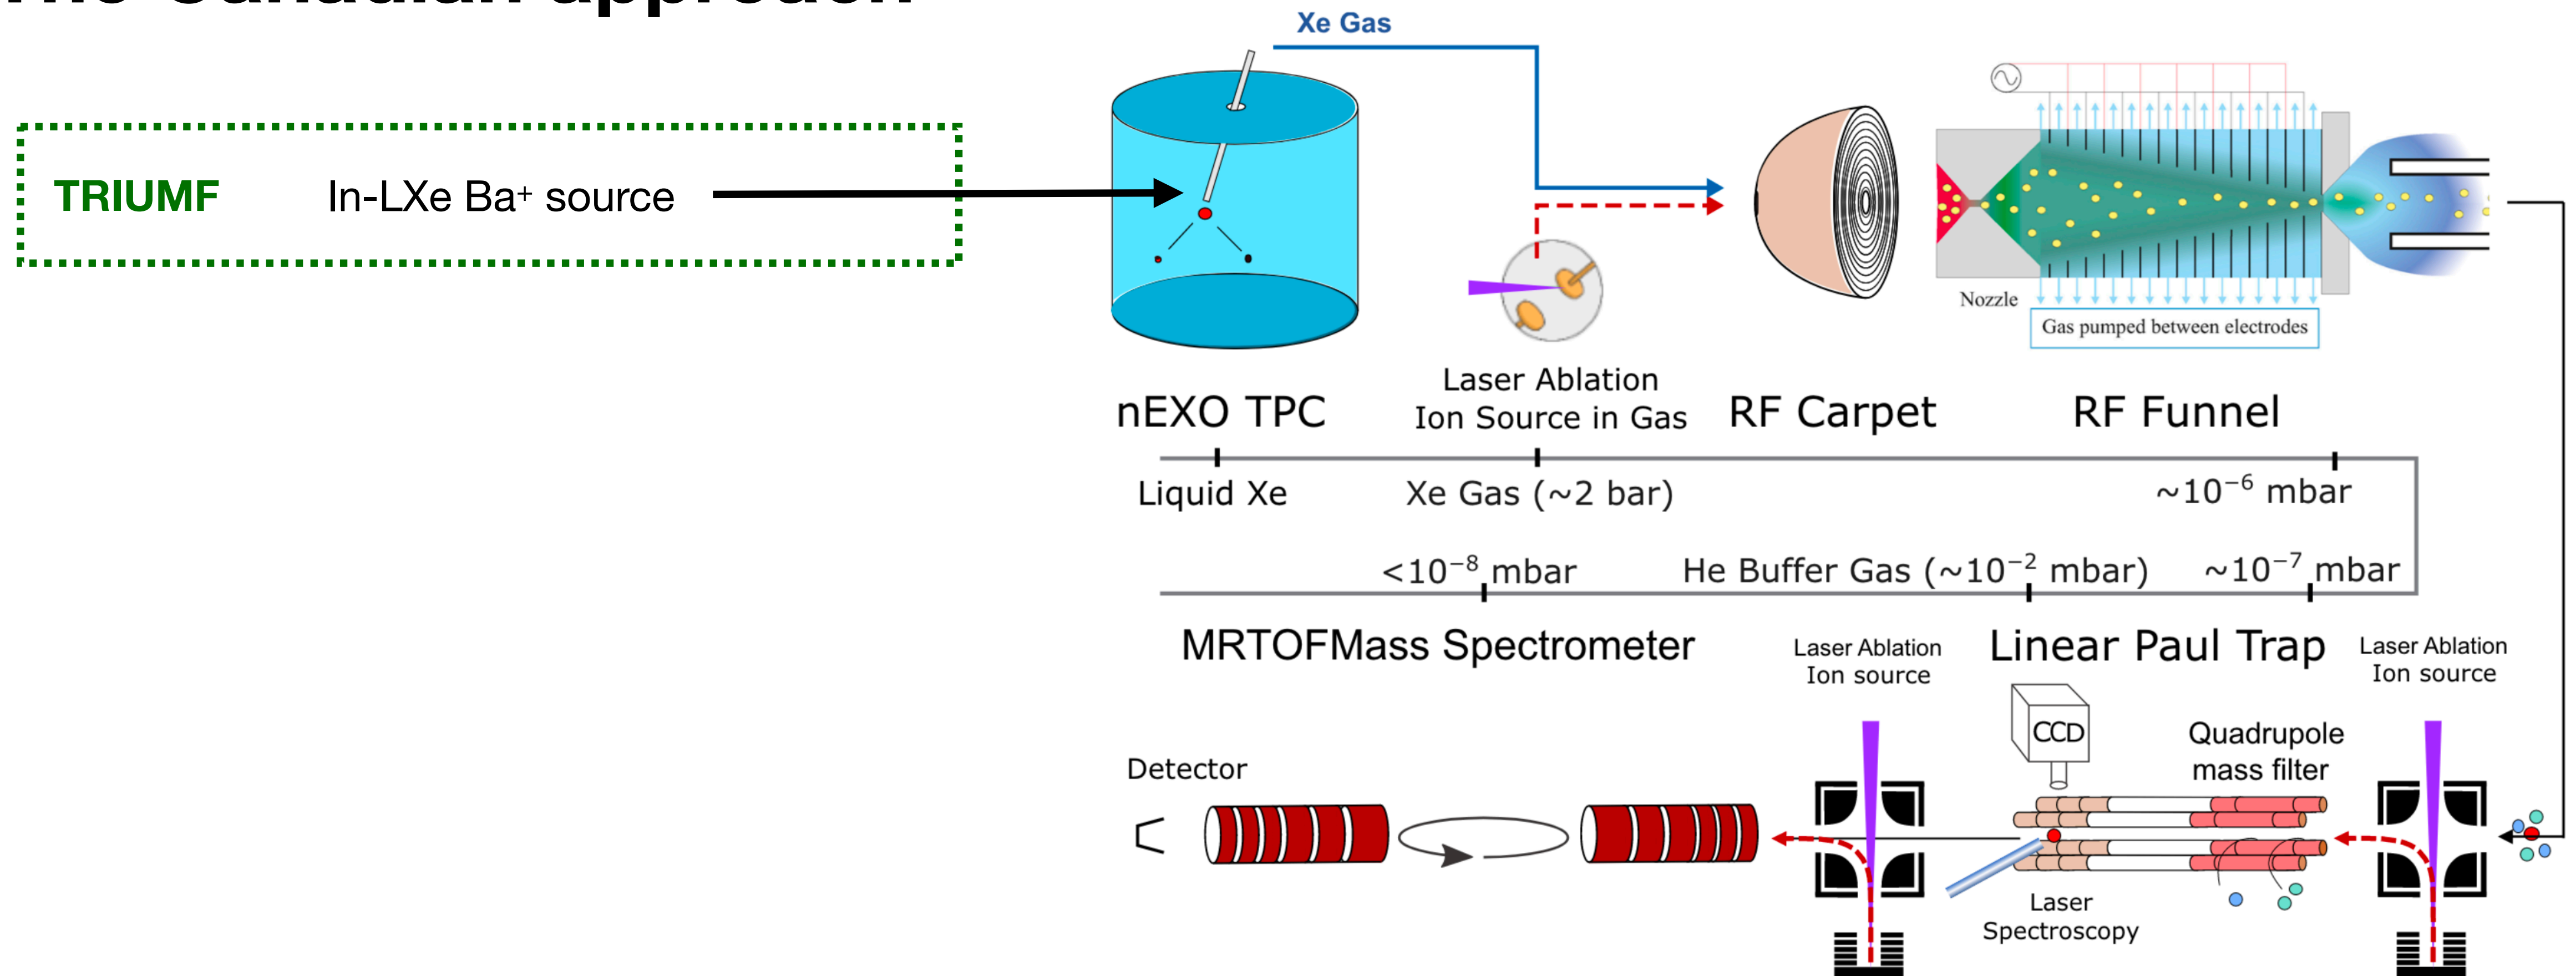 The Canadian approach
Xe Gas
TRIUMF In-LXe Ba⁺ source
Nozzle
Gas pumped between electrodes
nEXO TPC
Laser Ablation
Ion Source in Gas
RF Carpet
RF Funnel
Liquid Xe
Xe Gas (~2 bar)
~10⁻⁶ mbar
<10⁻⁸ mbar
He Buffer Gas (~10⁻² mbar)
~10⁻⁷ mbar
MRTOFMass Spectrometer
Laser Ablation
Ion source
Linear Paul Trap
Laser Ablation
Ion source
CCD
Quadrupole
mass filter
Detector
Laser
Spectroscopy